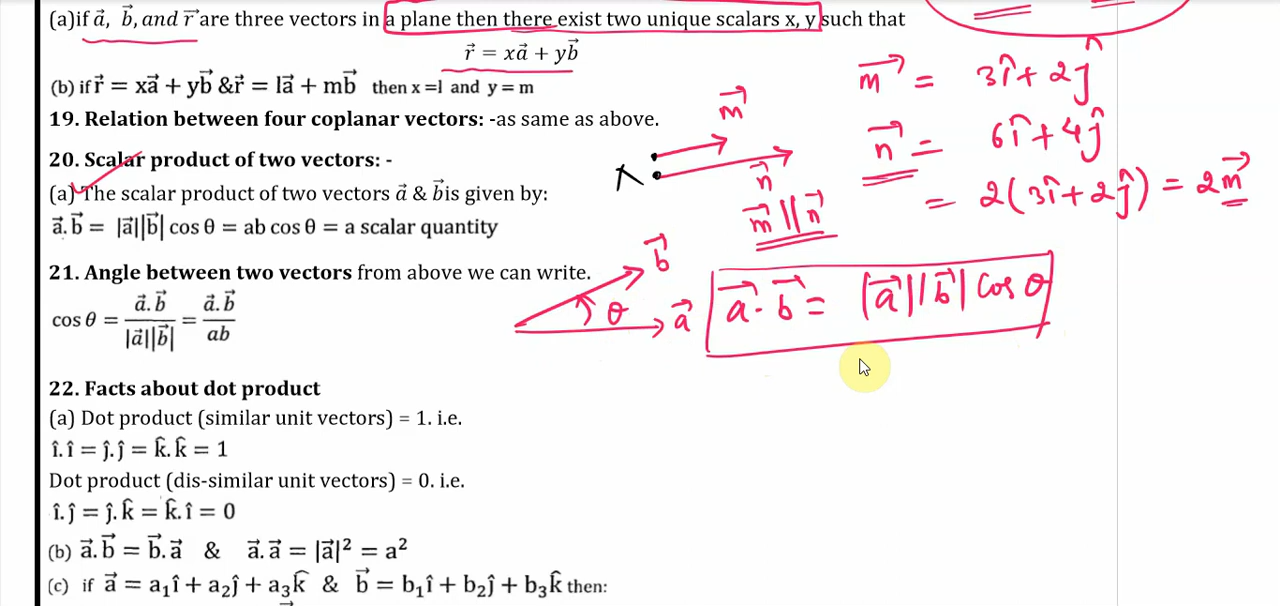 (a)if a⃗, b⃗, and r⃗ are three vectors in a plane then there exist two unique scalars x, y such that
r⃗ = xa⃗ + yb⃗
(b) if r⃗ = xa⃗ + yb⃗ & r⃗ = la⃗ + mb⃗ then x =l and y = m
19. Relation between four coplanar vectors: -as same as above.
20. Scalar product of two vectors: -
(a) The scalar product of two vectors a⃗ & b⃗ is given by:
a⃗.b⃗ = |a⃗||b⃗| cos θ = ab cos θ = a scalar quantity
21. Angle between two vectors from above we can write.
cos θ = a⃗.b⃗ / |a⃗||b⃗| = a⃗.b⃗ / ab
22. Facts about dot product
(a) Dot product (similar unit vectors) = 1. i.e.
î.î = ĵ.ĵ = k̂.k̂ = 1
Dot product (dis-similar unit vectors) = 0. i.e.
î.ĵ = ĵ.k̂ = k̂.î = 0
(b) a⃗.b⃗ = b⃗.a⃗ & a⃗.a⃗ = |a⃗|² = a²
(c) if a⃗ = a₁î + a₂ĵ + a₃k̂ & b⃗ = b₁î + b₂ĵ + b₃k̂ then:
m⃗ = 3î + 2ĵ
n⃗ = 6î + 4ĵ
= 2(3î + 2ĵ) = 2m⃗
m⃗
n⃗
m⃗ || n⃗
b⃗
θ
a⃗
a⃗. b⃗ = |a⃗||b⃗| cos θ